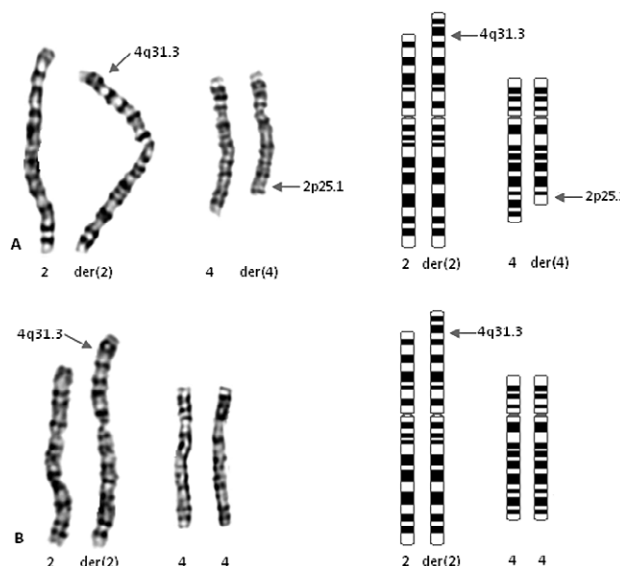 4q31.3
4q31.3
2p25.1
2p25.1
A
2 der(2) 4 der(4)
2 der(2) 4 der(4)
4q31.3
4q31.3
B
2 der(2) 4 4
2 der(2) 4 4